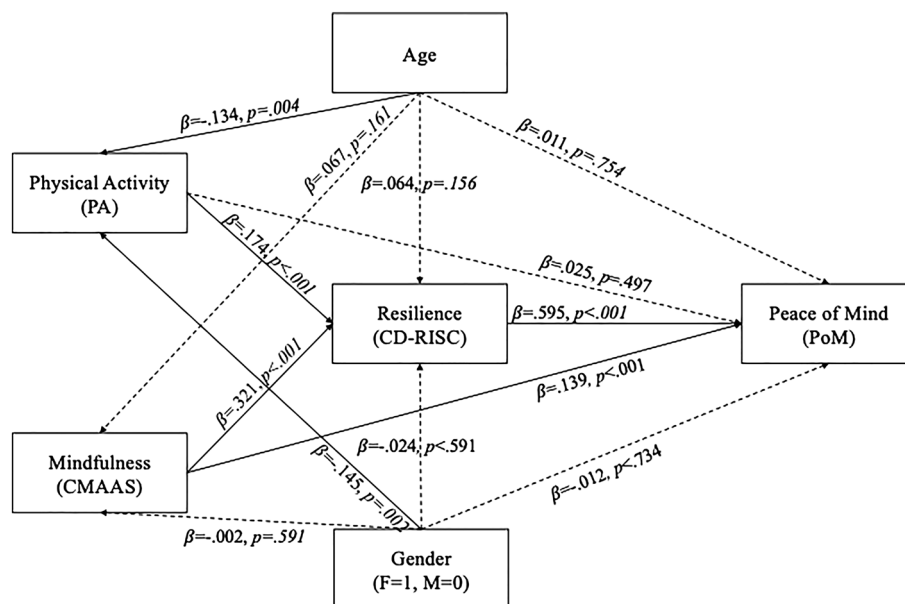 Age
β=-.134, p=.004
β=.067, p=.161
β=.011, p=.754
Physical Activity
(PA)
β=.064, p=.156
β=.174, p<.001
β=.025, p=.497
Resilience
(CD-RISC)
β=.595, p<.001
Peace of Mind
(PoM)
β=.321, p<.001
β=.139, p<.001
Mindfulness
(CMAAS)
β=-.024, p<.591
β=-.145, p=.002
β=-.012, p<.734
β=-.002, p=.591
Gender
(F=1, M=0)